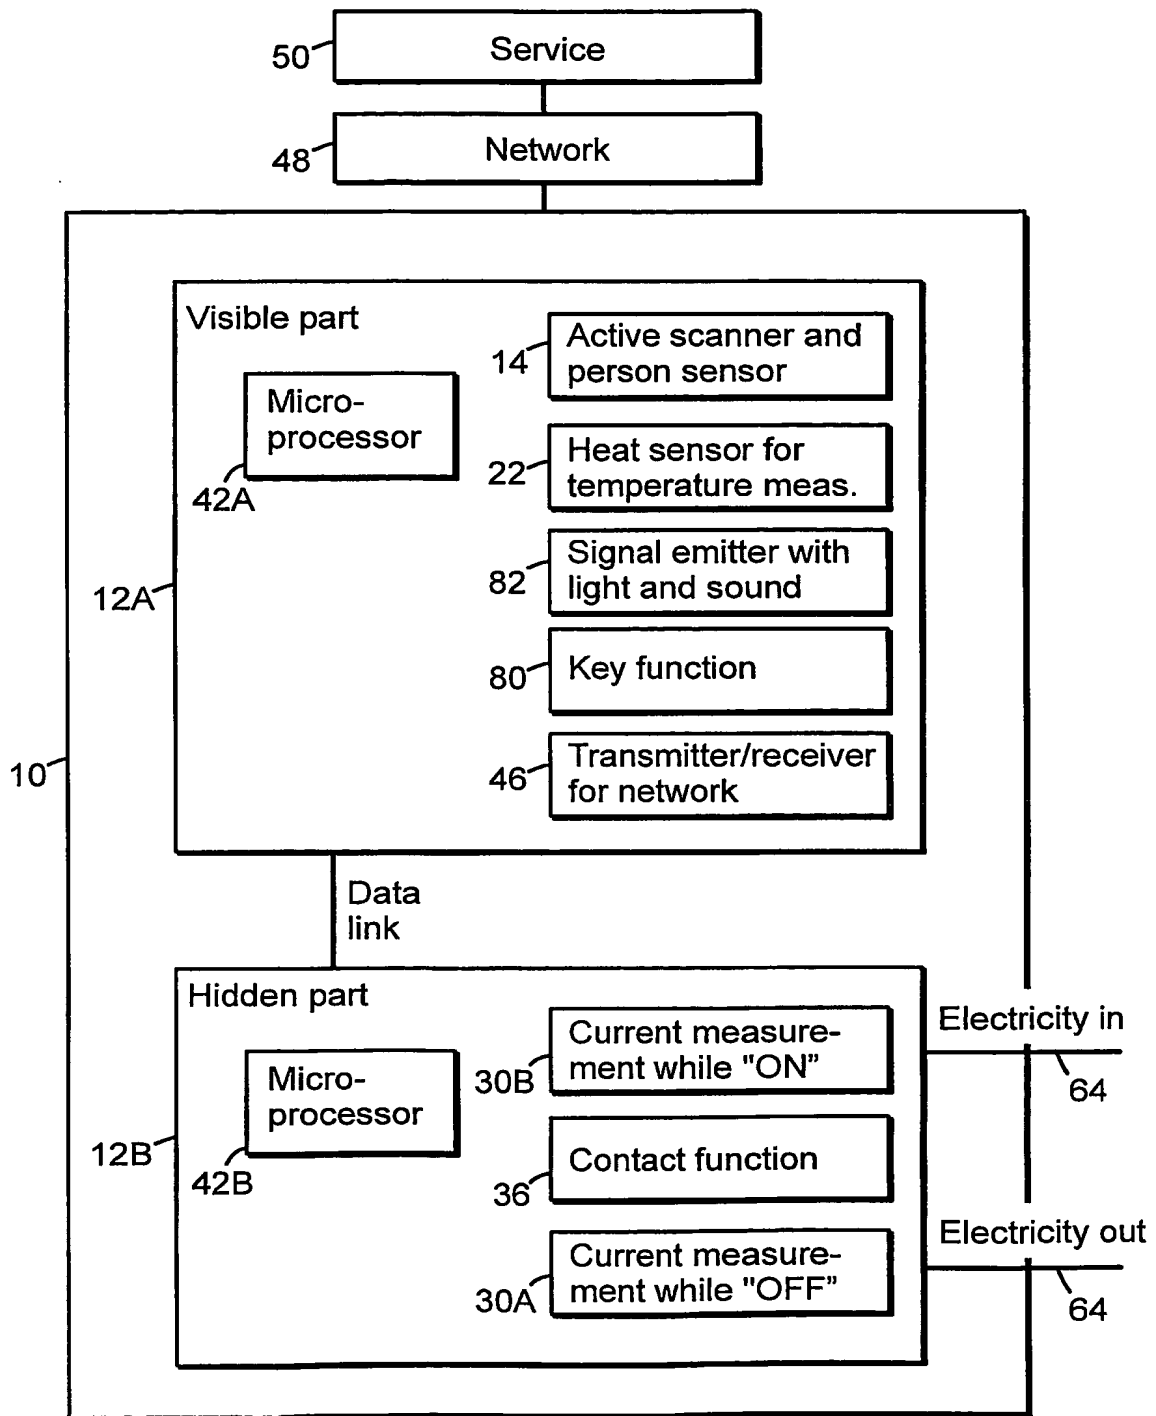 Service
50
Network
48
Visible part
Active scanner and
person sensor
14
Micro-
processor
42A
Heat sensor for
temperature meas.
22
Signal emitter with
light and sound
82
12A
Key function
80
10
Transmitter/receiver
for network
46
Data
link
Hidden part
Current measure-
ment while "ON"
30B
Electricity in
64
Micro-
processor
42B
12B
Contact function
36
Electricity out
64
Current measure-
ment while "OFF"
30A